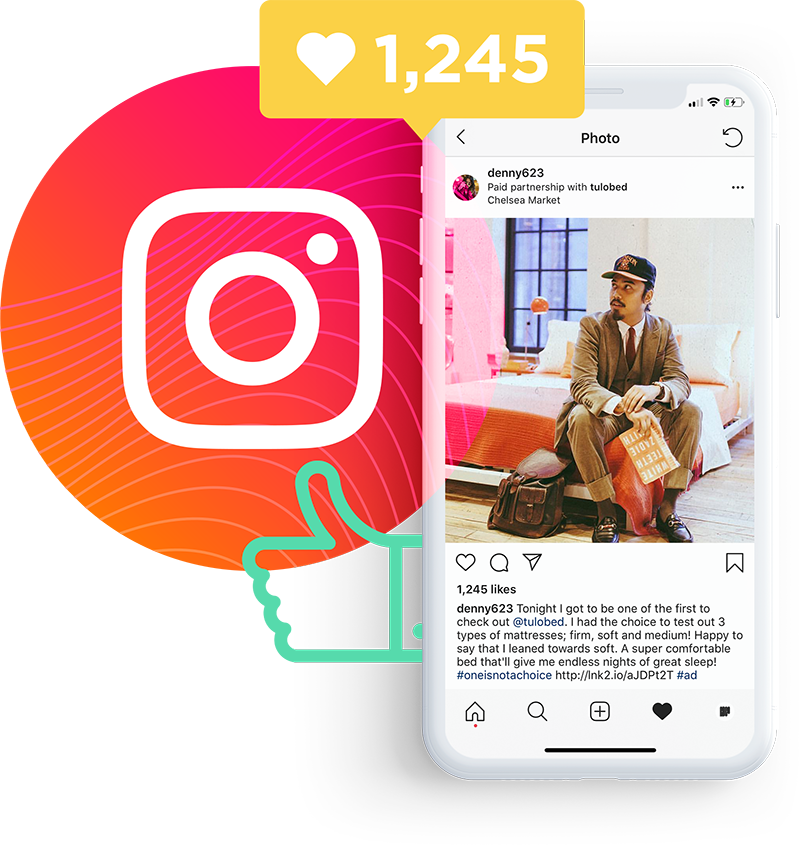 1,245
Photo
denny623
Paid partnership with tulobed
Chelsea Market
ZADIE
TEETH
WHITE
1,245 likes
denny623 Tonight I got to be one of the first to
check out @tulobed. I had the choice to test out 3
types of mattresses; firm, soft and medium! Happy to
say that I leaned towards soft. A super comfortable
bed that'll give me endless nights of great sleep!
#oneisnotachoice http://lnk2.io/aJDPt2T #ad